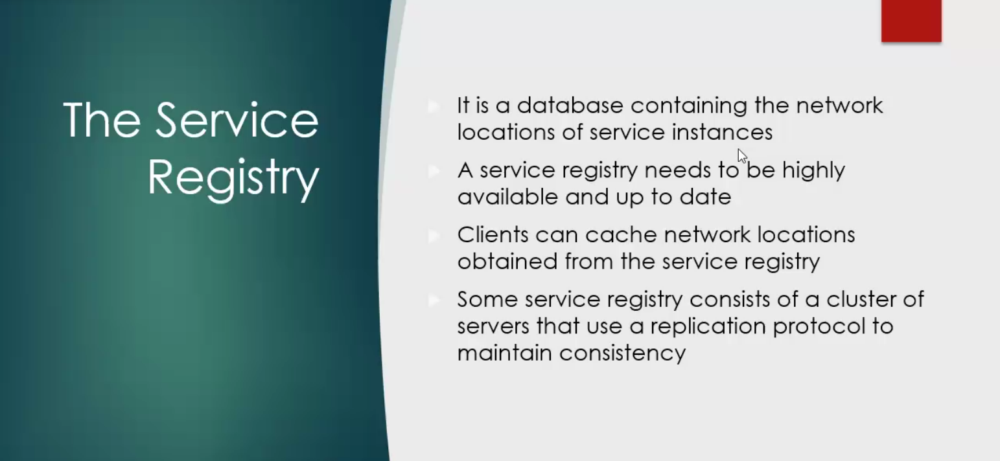 The Service
Registry
It is a database containing the network
locations of service instances
A service registry needs to be highly
available and up to date
Clients can cache network locations
obtained from the service registry
Some service registry consists of a cluster of
servers that use a replication protocol to
maintain consistency